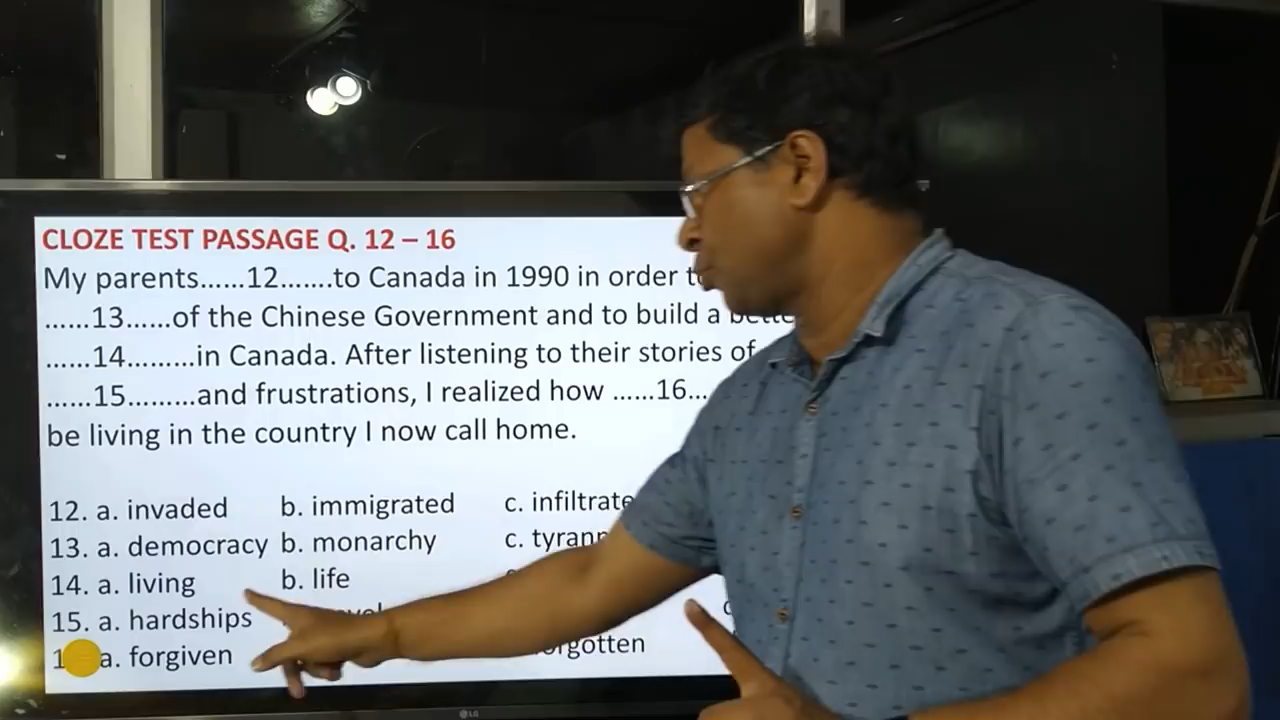 CLOZE TEST PASSAGE Q. 12 – 16
My parents......12.......to Canada in 1990 in order
......13......of the Chinese Government and to build a
......14.........in Canada. After listening to their stories of
......15.........and frustrations, I realized how ......16...
be living in the country I now call home.
12. a. invaded b. immigrated c.
13. a. democracy b. monarchy c.
14. a. living b. life
15. a. hardships
a. forgiven
LG